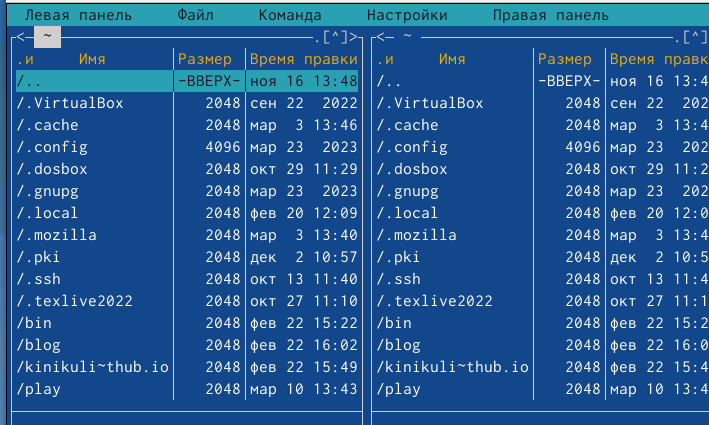 Левая панель Файл Команда Настройки Правая панель
<─ ~ .[^]> <─ ~ .[^]
.и Имя Размер Время правки .и Имя Размер Время правк
/.. -ВВЕРХ- ноя 16 13:48 /.. -ВВЕРХ- ноя 16 13:4
/.VirtualBox 2048 сен 22 2022 /.VirtualBox 2048 сен 22 202
/.cache 2048 мар 3 13:46 /.cache 2048 мар 3 13:4
/.config 4096 мар 23 2023 /.config 4096 мар 23 202
/.dosbox 2048 окт 29 11:29 /.dosbox 2048 окт 29 11:2
/.gnupg 2048 мар 23 2023 /.gnupg 2048 мар 23 202
/.local 2048 фев 20 12:09 /.local 2048 фев 20 12:0
/.mozilla 2048 мар 3 13:40 /.mozilla 2048 мар 3 13:4
/.pki 2048 дек 2 10:57 /.pki 2048 дек 2 10:5
/.ssh 2048 окт 13 11:40 /.ssh 2048 окт 13 11:4
/.texlive2022 2048 окт 27 11:10 /.texlive2022 2048 окт 27 11:1
/bin 2048 фев 22 15:22 /bin 2048 фев 22 15:2
/blog 2048 фев 22 16:02 /blog 2048 фев 22 16:0
/kinikuli~thub.io 2048 фев 22 15:49 /kinikuli~thub.io 2048 фев 22 15:4
/play 2048 мар 10 13:43 /play 2048 мар 10 13:4